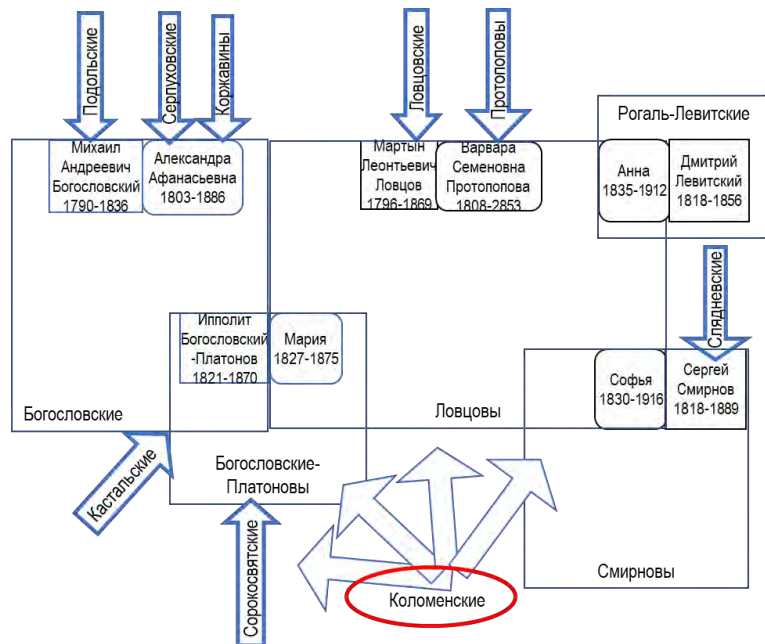 Подольские
Серпуховские
Коржавины
Ловцовские
Протопоповы
Рогаль-Левитские
Михаил
Андреевич
Богословский
1790-1836
Александра
Афанасьевна
1803-1886
Мартын
Леонтьевич
Ловцов
1796-1869
Варвара
Семеновна
Протопопова
1808-2853
Анна
1835-1912
Дмитрий
Левитский
1818-1856
Слядневские
Ипполит
Богословский
-Платонов
1821-1870
Мария
1827-1875
Софья
1830-1916
Сергей
Смирнов
1818-1889
Богословские
Ловцовы
Кастальские
Богословские-
Платоновы
Сорокосвятские
Коломенские
Смирновы